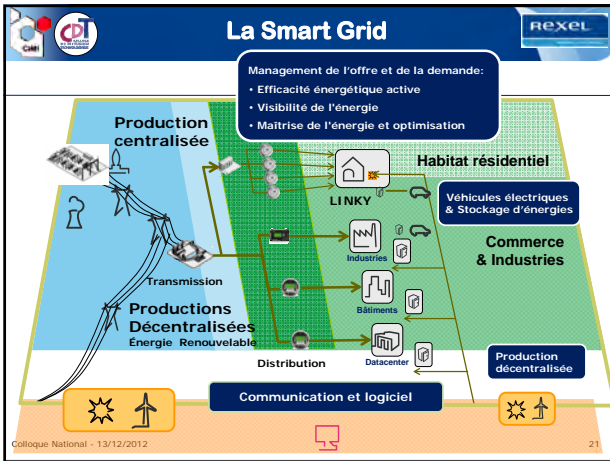 La Smart Grid
CMH
CDT
REXEL
Management de l'offre et de la demande:
• Efficacité énergétique active
• Visibilité de l'énergie
• Maîtrise de l'énergie et optimisation
Production
centralisée
Habitat résidentiel
LINKY
Véhicules électriques
& Stockage d'énergies
Commerce
& Industries
Industries
Transmission
Bâtiments
Productions
Décentralisées
Énergie Renouvelable
Distribution
Datacenter
Production
décentralisée
Communication et logiciel
Colloque National - 13/12/2012
21